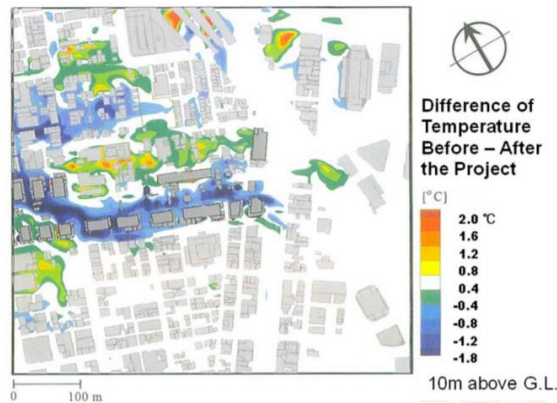 Difference of
Temperature
Before – After
the Project
[°C]
2.0 ℃
1.6
1.2
0.8
0.4
-0.4
-0.8
-1.2
-1.8
10m above G.L.
0 100 m